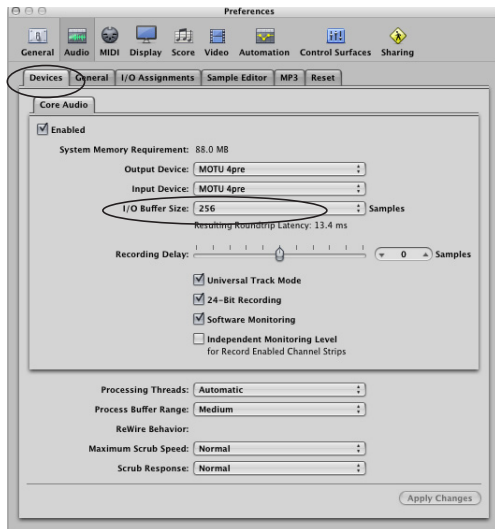 Preferences
General Audio MIDI Display Score Video Automation Control Surfaces Sharing
Devices General I/O Assignments Sample Editor MP3 Reset
Core Audio
Enabled
System Memory Requirement: 88.0 MB
Output Device: MOTU 4pre
Input Device: MOTU 4pre
I/O Buffer Size: 256 Samples
Resulting Roundtrip Latency: 13.4 ms
Recording Delay: 0 Samples
Universal Track Mode
24-Bit Recording
Software Monitoring
Independent Monitoring Level
for Record Enabled Channel Strips
Processing Threads: Automatic
Process Buffer Range: Medium
ReWire Behavior:
Maximum Scrub Speed: Normal
Scrub Response: Normal
Apply Changes